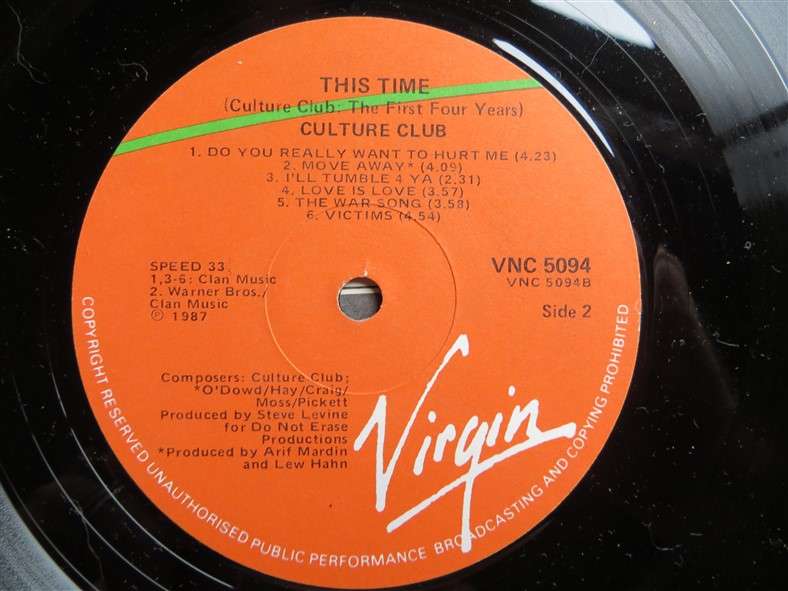 THIS TIME
(Culture Club: The First Four Years)
CULTURE CLUB
1. DO YOU REALLY WANT TO HURT ME (4.23)
2. MOVE AWAY* (4.09)
3. I'LL TUMBLE 4 YA (2.31)
4. LOVE IS LOVE (3.57)
5. THE WAR SONG (3.58)
6. VICTIMS (4.54)
SPEED 33
1,3-6: Clan Music
2. Warner Bros./
Clan Music
℗ 1987
VNC 5094
VNC 5094B
Side 2
Composers: Culture Club;
*O'Dowd/Hay/Craig/
Moss/Pickett
Produced by Steve Levine
for Do Not Erase
Productions
*Produced by Arif Mardin
and Lew Hahn
Virgin
COPYRIGHT RESERVED UNAUTHORISED PUBLIC PERFORMANCE BROADCASTING AND COPYING PROHIBITED